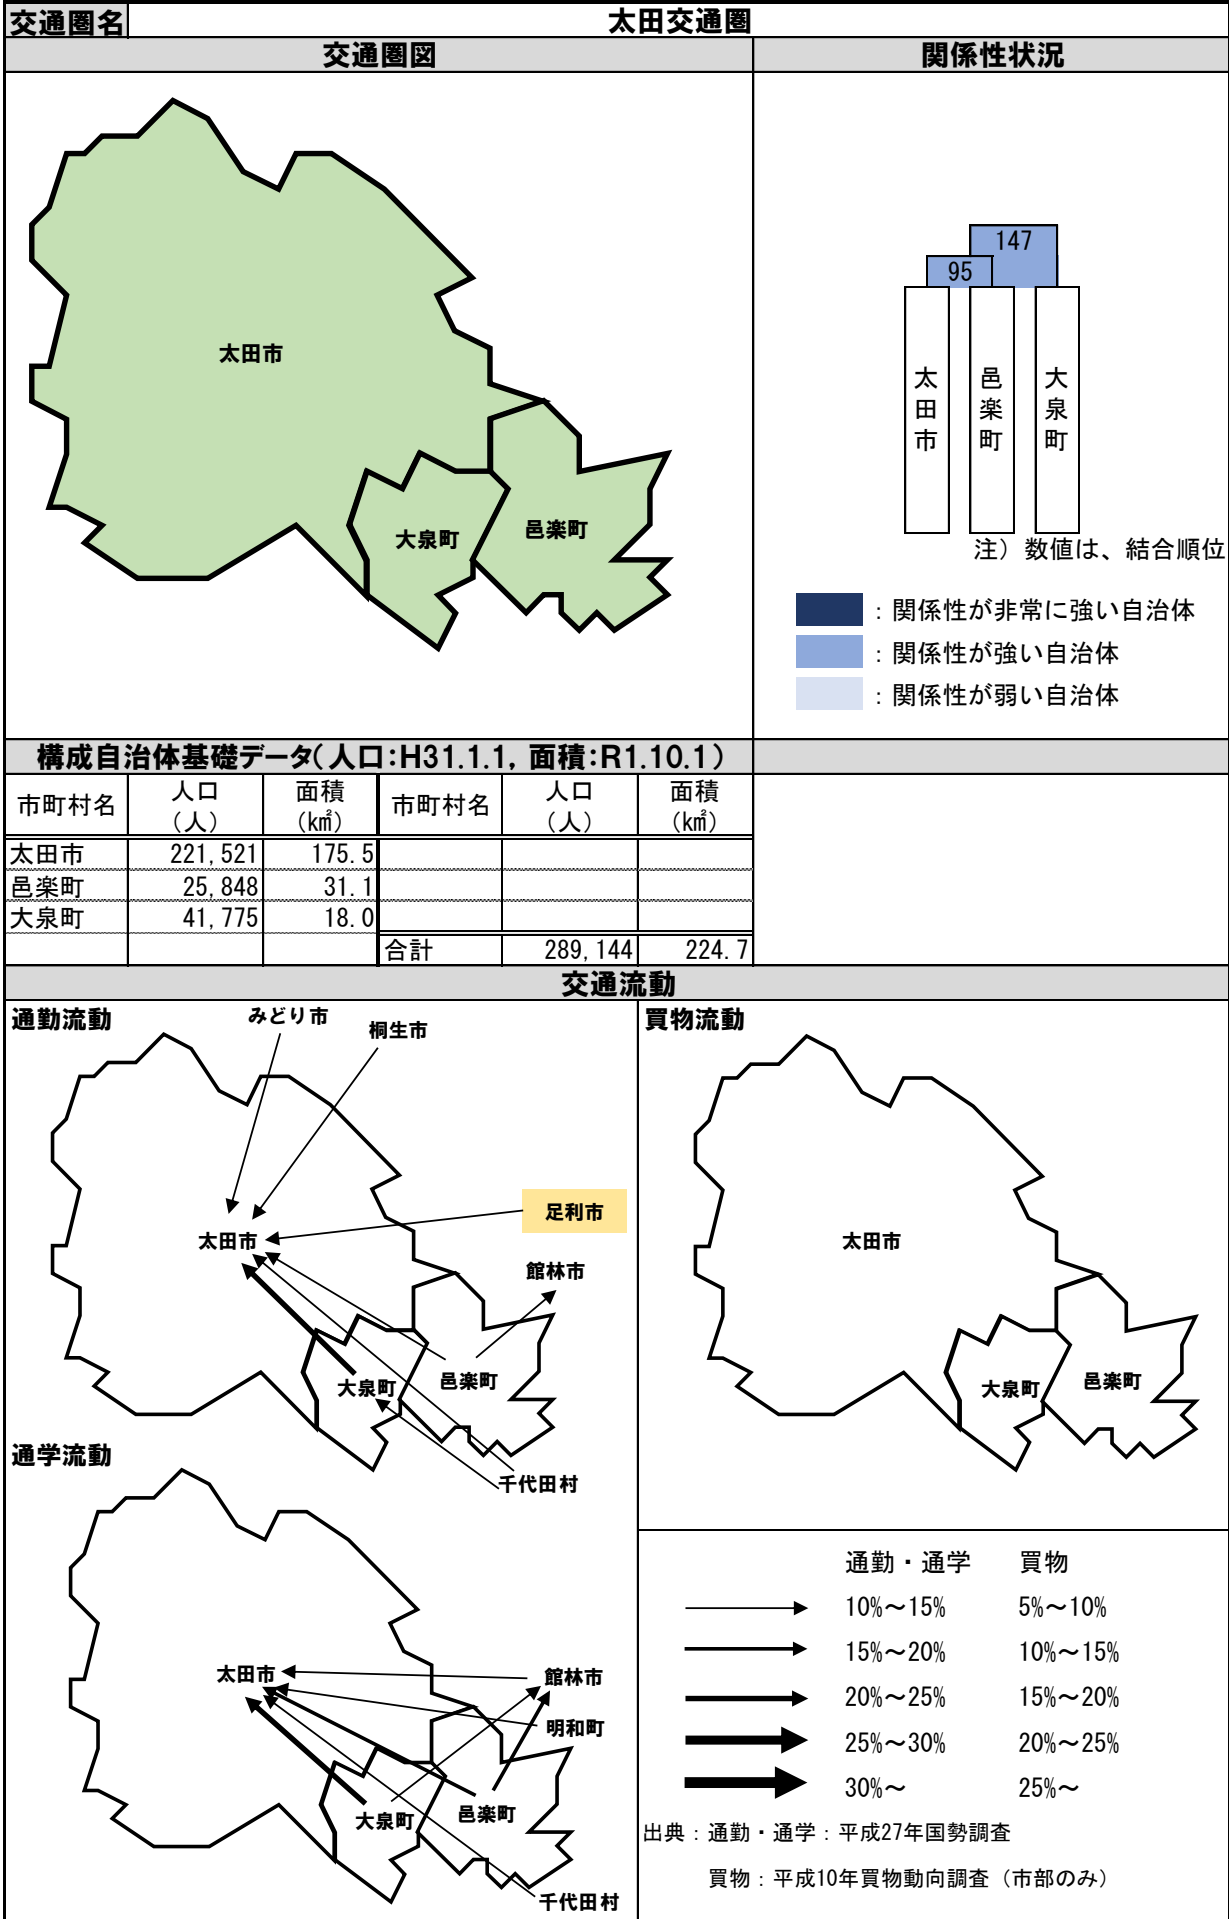 交通圏名 太田交通圏
交通圏図 関係性状況
太田市
大泉町
邑楽町
147
95
太田市
邑楽町
大泉町
注）数値は、結合順位
：関係性が非常に強い自治体
：関係性が強い自治体
：関係性が弱い自治体
構成自治体基礎データ（人口:H31.1.1, 面積:R1.10.1）
市町村名 人口（人） 面積（k㎡） 市町村名 人口（人） 面積（k㎡）
太田市 221,521 175.5
邑楽町 25,848 31.1
大泉町 41,775 18.0
合計 289,144 224.7
交通流動
通勤流動
みどり市
桐生市
足利市
太田市
館林市
大泉町
邑楽町
千代田村
買物流動
太田市
大泉町
邑楽町
通学流動
太田市
館林市
明和町
大泉町
邑楽町
千代田村
通勤・通学 買物
10%～15% 5%～10%
15%～20% 10%～15%
20%～25% 15%～20%
25%～30% 20%～25%
30%～ 25%～
出典：通勤・通学：平成27年国勢調査
買物：平成10年買物動向調査（市部のみ）